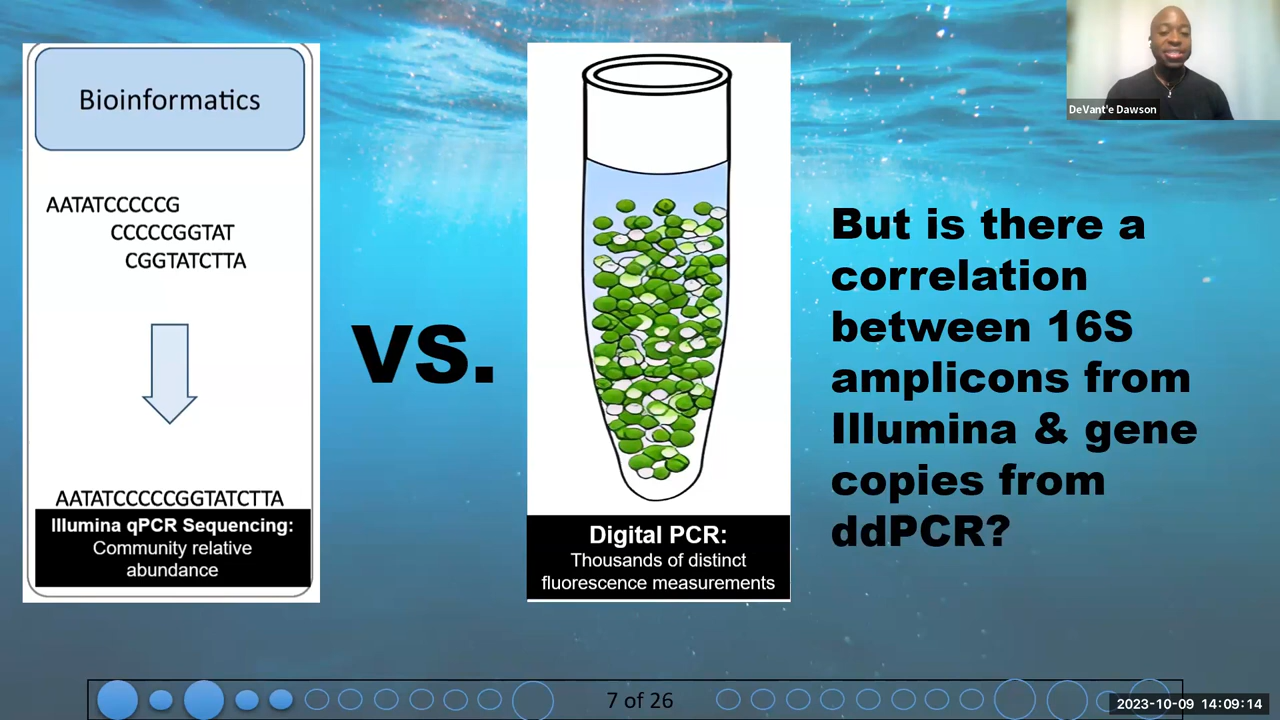 Bioinformatics
AATATCCCCCG
CCCCCGGTAT
CGGTATCTTA
AATATCCCCCGGTATCTTA
Illumina qPCR Sequencing:
Community relative
abundance
vs.
Digital PCR:
Thousands of distinct
fluorescence measurements
DeVant'e Dawson
But is there a
correlation
between 16S
amplicons from
Illumina & gene
copies from
ddPCR?
7 of 26
2023-10-09 14:09:14